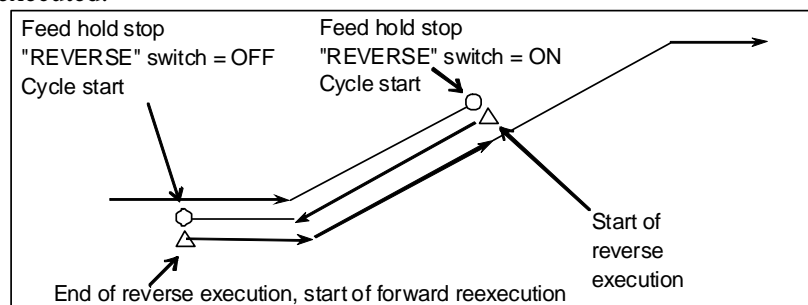 executed.
Feed hold stop
"REVERSE" switch = OFF
Cycle start
Feed hold stop
"REVERSE" switch = ON
Cycle start
Start of
reverse
execution
End of reverse execution, start of forward reexecution